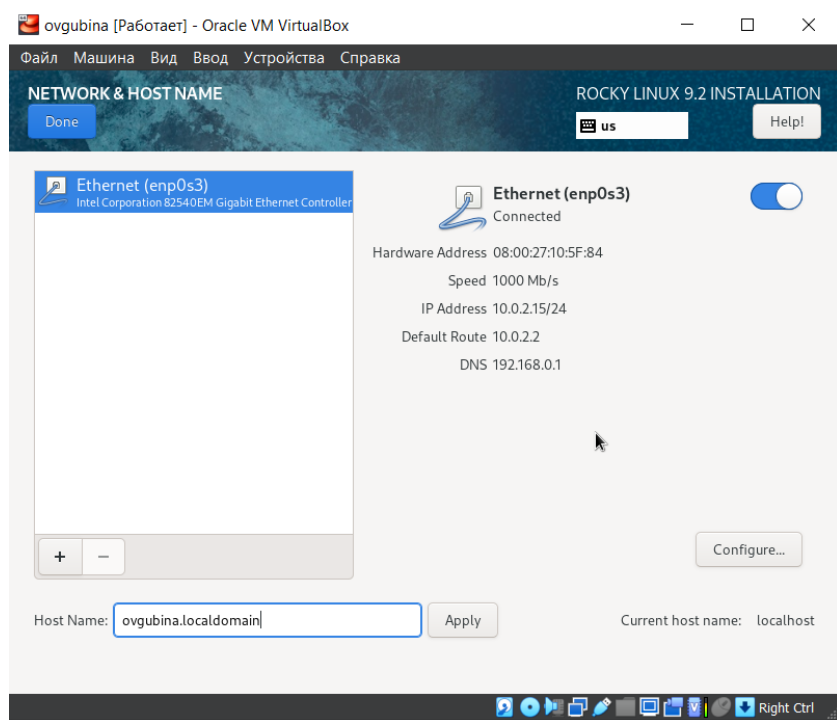 ovgubina [Работает] - Oracle VM VirtualBox
Файл Машина Вид Ввод Устройства Справка
NETWORK & HOST NAME
ROCKY LINUX 9.2 INSTALLATION
Done
us
Help!
Ethernet (enp0s3)
Intel Corporation 82540EM Gigabit Ethernet Controller
Ethernet (enp0s3)
Connected
Hardware Address 08:00:27:10:5F:84
Speed 1000 Mb/s
IP Address 10.0.2.15/24
Default Route 10.0.2.2
DNS 192.168.0.1
+ −
Configure...
Host Name: ovgubina.localdomain Apply Current host name: localhost
Right Ctrl